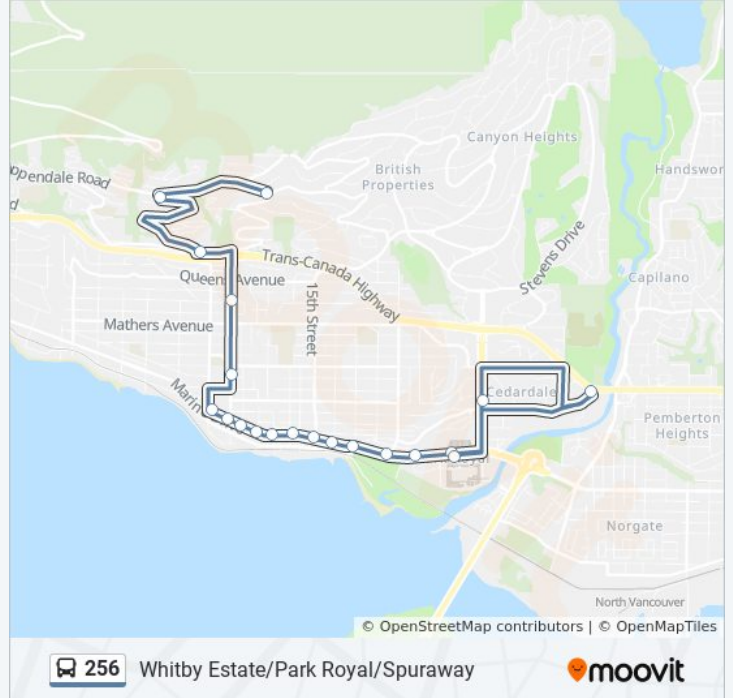 Canyon Heights
British
Properties
Handswor
ppendale Road
d
Stevens Drive
Trans-Canada Highway
Queens Avenue
Capilano
15th Street
Mathers Avenue
Cedardale
Marin
Pemberton
Heights
Norgate
North Vancouver
© OpenStreetMap contributors | © OpenMapTiles
256 Whitby Estate/Park Royal/Spuraway
moovit